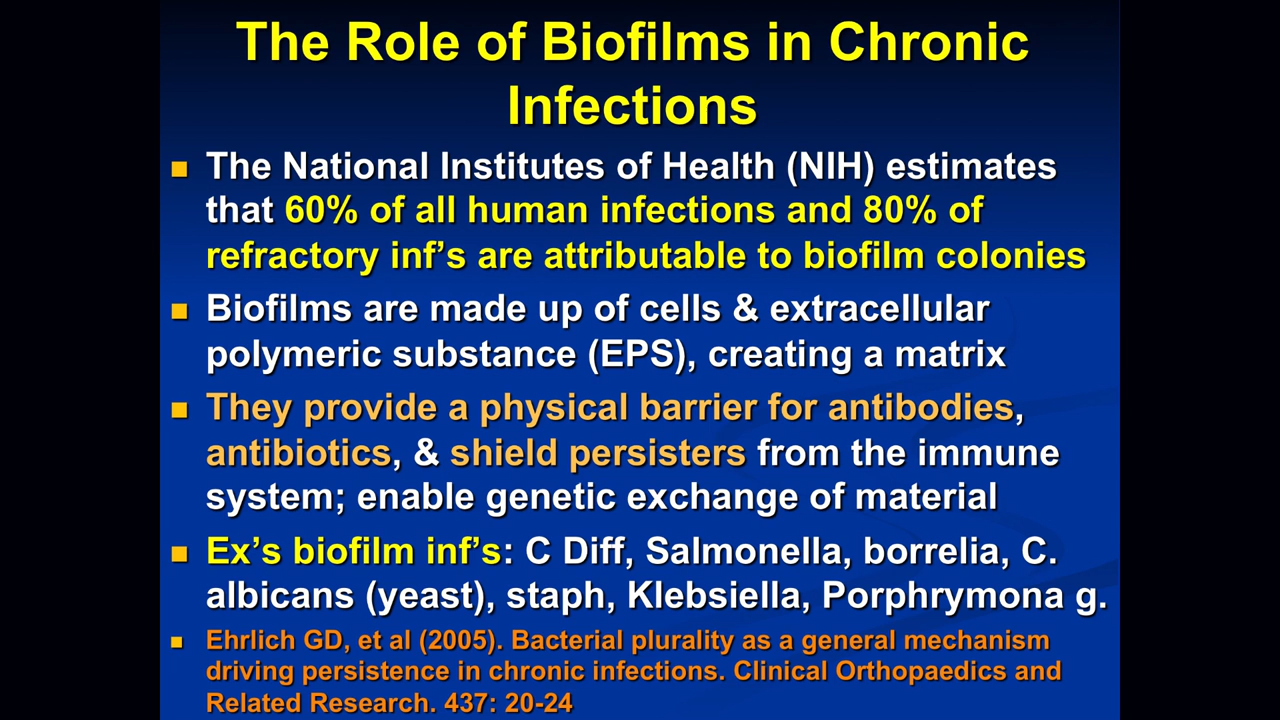 The Role of Biofilms in Chronic
Infections
The National Institutes of Health (NIH) estimates
that 60% of all human infections and 80% of
refractory inf’s are attributable to biofilm colonies
Biofilms are made up of cells & extracellular
polymeric substance (EPS), creating a matrix
They provide a physical barrier for antibodies,
antibiotics, & shield persisters from the immune
system; enable genetic exchange of material
Ex’s biofilm inf’s: C Diff, Salmonella, borrelia, C.
albicans (yeast), staph, Klebsiella, Porphrymona g.
Ehrlich GD, et al (2005). Bacterial plurality as a general mechanism
driving persistence in chronic infections. Clinical Orthopaedics and
Related Research. 437: 20-24